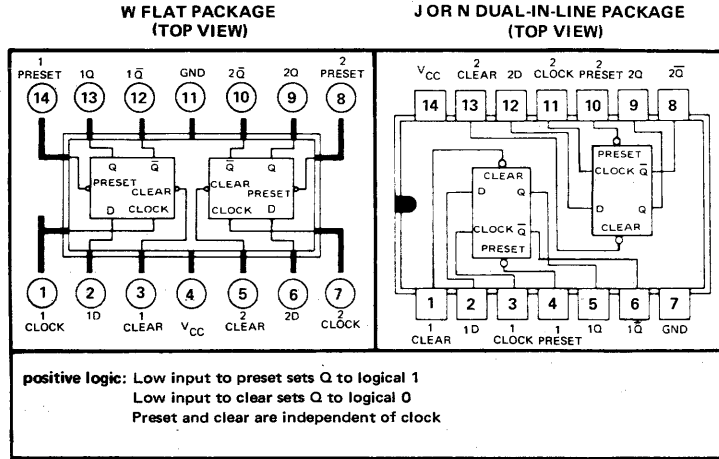 W FLAT PACKAGE
(TOP VIEW)
1 PRESET 1Q 1Q̅ GND 2Q̅ 2Q 2 PRESET
14 13 12 11 10 9 8
Q Q̅ Q̅ Q
PRESET CLEAR CLEAR PRESET
D CLOCK CLOCK D
1 2 3 4 5 6 7
1 CLOCK 1D 1 CLEAR VCC 2 CLEAR 2D 2 CLOCK
J OR N DUAL-IN-LINE PACKAGE
(TOP VIEW)
VCC 2 CLEAR 2D 2 CLOCK 2 PRESET 2Q 2Q̅
14 13 12 11 10 9 8
PRESET
CLOCK Q̅
D Q
CLEAR
CLEAR
D Q
CLOCK Q̅
PRESET
1 2 3 4 5 6 7
1 CLEAR 1D 1 CLOCK 1 PRESET 1Q 1Q̅ GND
positive logic: Low input to preset sets Q to logical 1
Low input to clear sets Q to logical 0
Preset and clear are independent of clock